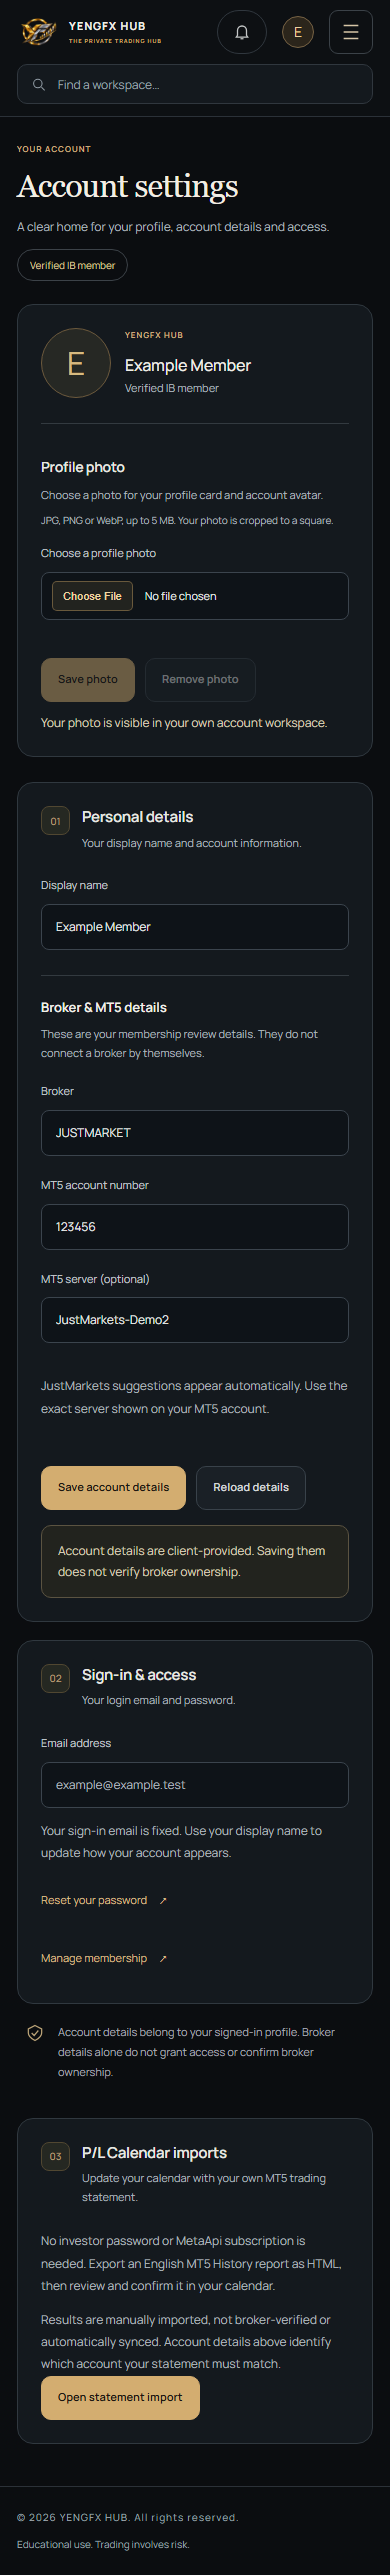 YENGFX HUB
THE PRIVATE TRADING HUB
E
Find a workspace...
YOUR ACCOUNT
Account settings
A clear home for your profile, account details and access.
Verified IB member
E
YENGFX HUB
Example Member
Verified IB member
Profile photo
Choose a photo for your profile card and account avatar.
JPG, PNG or WebP, up to 5 MB. Your photo is cropped to a square.
Choose a profile photo
Choose File No file chosen
Save photo Remove photo
Your photo is visible in your own account workspace.
01 Personal details
Your display name and account information.
Display name
Example Member
Broker & MT5 details
These are your membership review details. They do not
connect a broker by themselves.
Broker
JUSTMARKET
MT5 account number
123456
MT5 server (optional)
JustMarkets-Demo2
JustMarkets suggestions appear automatically. Use the
exact server shown on your MT5 account.
Save account details Reload details
Account details are client-provided. Saving them
does not verify broker ownership.
02 Sign-in & access
Your login email and password.
Email address
example@example.test
Your sign-in email is fixed. Use your display name to
update how your account appears.
Reset your password ↗
Manage membership ↗
Account details belong to your signed-in profile. Broker
details alone do not grant access or confirm broker
ownership.
03 P/L Calendar imports
Update your calendar with your own MT5 trading
statement.
No investor password or MetaApi subscription is
needed. Export an English MT5 History report as HTML,
then review and confirm it in your calendar.
Results are manually imported, not broker-verified or
automatically synced. Account details above identify
which account your statement must match.
Open statement import
© 2026 YENGFX HUB. All rights reserved.
Educational use. Trading involves risk.